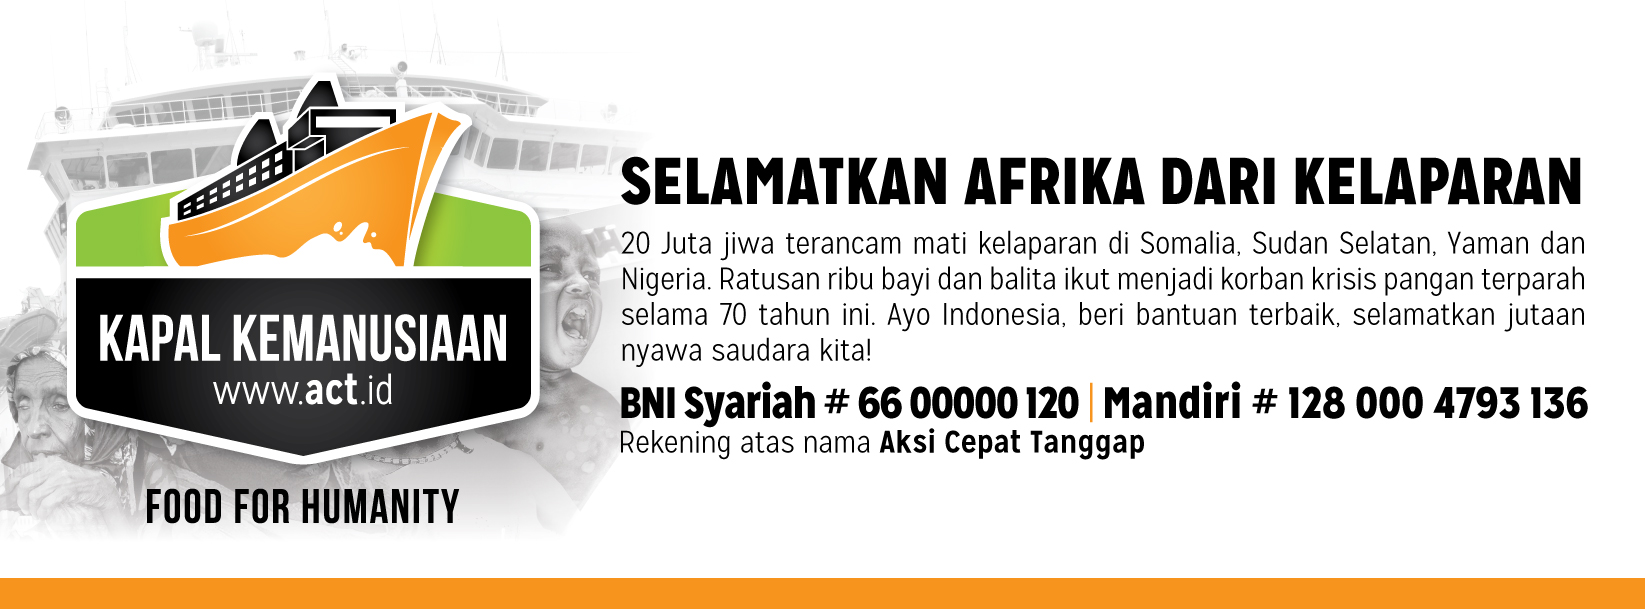 KAPAL KEMANUSIAAN
www.act.id
FOOD FOR HUMANITY
SELAMATKAN AFRIKA DARI KELAPARAN
20 Juta jiwa terancam mati kelaparan di Somalia, Sudan Selatan, Yaman dan
Nigeria. Ratusan ribu bayi dan balita ikut menjadi korban krisis pangan terparah
selama 70 tahun ini. Ayo Indonesia, beri bantuan terbaik, selamatkan jutaan
nyawa saudara kita!
BNI Syariah # 66 00000 120 | Mandiri # 128 000 4793 136
Rekening atas nama Aksi Cepat Tanggap